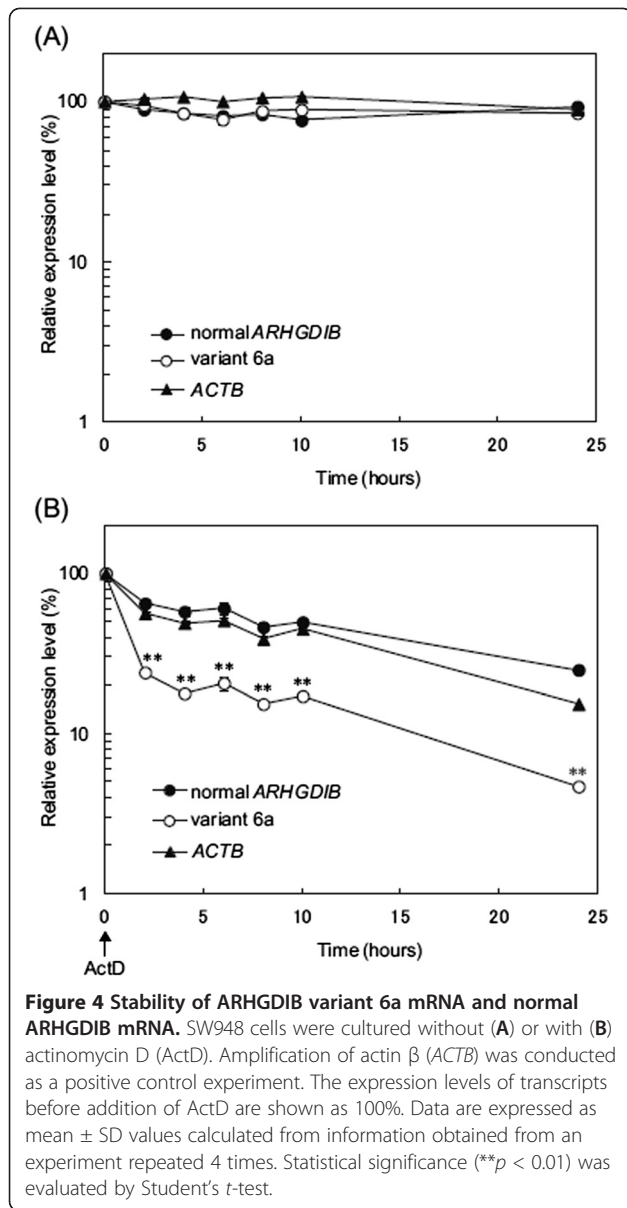 (A)
Relative expression level (%)
100
10
1
normal ARHGDIB
variant 6a
ACTB
0 5 10 15 20 25
Time (hours)
(B)
Relative expression level (%)
100
10
1
** ** ** ** ** **
normal ARHGDIB
variant 6a
ACTB
0 5 10 15 20 25
Time (hours)
ActD
Figure 4 Stability of ARHGDIB variant 6a mRNA and normal
ARHGDIB mRNA. SW948 cells were cultured without (A) or with (B)
actinomycin D (ActD). Amplification of actin β (ACTB) was conducted
as a positive control experiment. The expression levels of transcripts
before addition of ActD are shown as 100%. Data are expressed as
mean ± SD values calculated from information obtained from an
experiment repeated 4 times. Statistical significance (**p < 0.01) was
evaluated by Student's t-test.